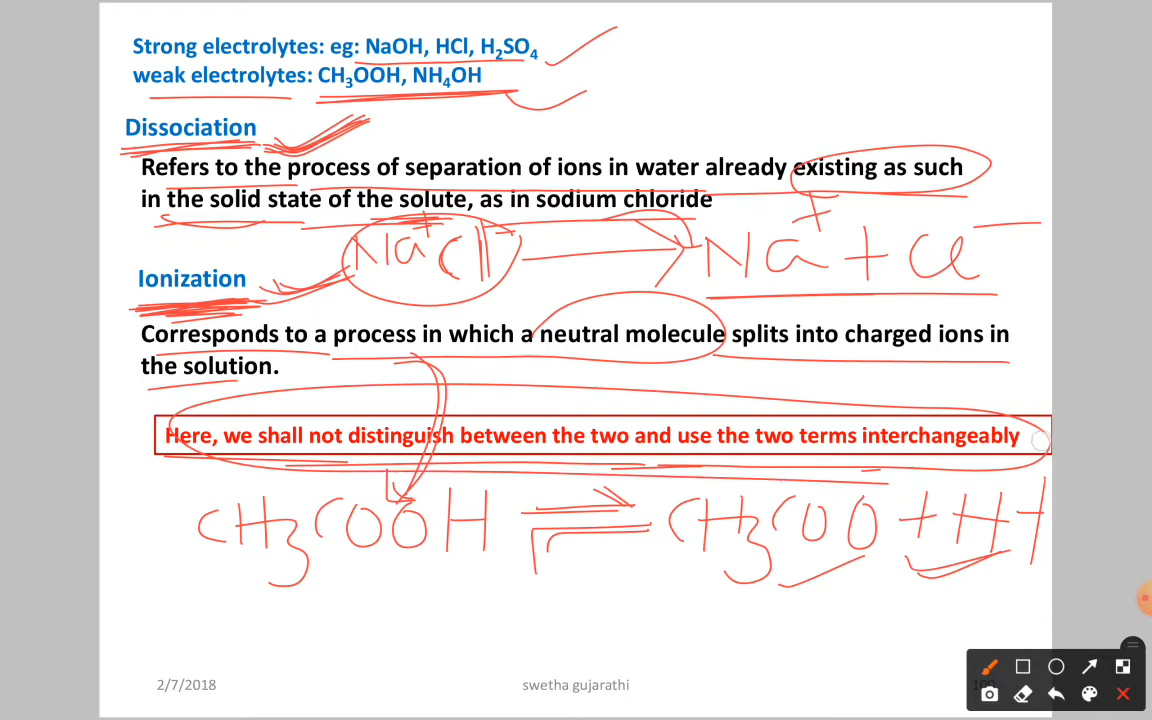 Strong electrolytes: eg: NaOH, HCl, H₂SO₄
weak electrolytes: CH₃OOH, NH₄OH
Dissociation
Refers to the process of separation of ions in water already existing as such
in the solid state of the solute, as in sodium chloride
Na⁺Cl⁻ → Na⁺ + Cl⁻
Ionization
Corresponds to a process in which a neutral molecule splits into charged ions in
the solution.
Here, we shall not distinguish between the two and use the two terms interchangeably
CH3COOH ⇌ CH3COO + H+
2/7/2018
swetha gujarathi